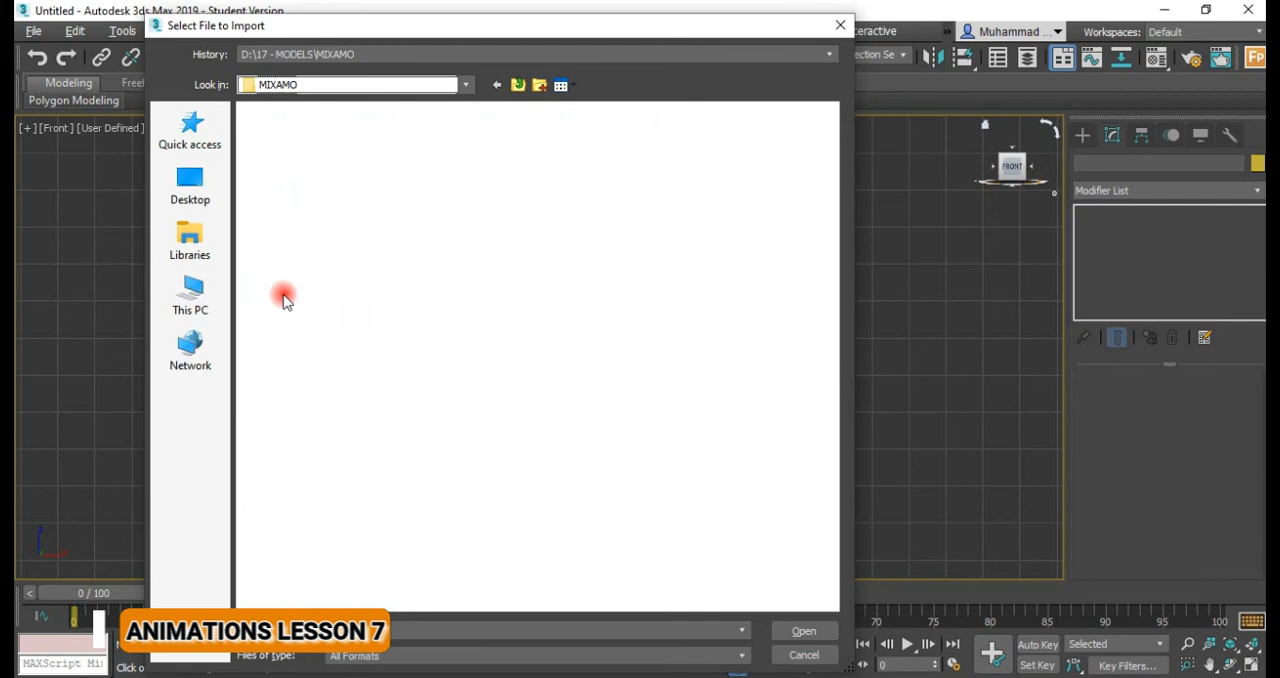 Untitled - Autodesk 3ds Max 2019 - Student Version
Select File to Import
File
Edit
Tools
Muhammad ...
Workspaces: Default
History: D:\17 - MODELS\MIXAMO
Look in: MIXAMO
Modeling
Polygon Modeling
[+] [Front ] [User Defined ]
Quick access
Desktop
Libraries
This PC
Network
FRONT
Modifier List
0 / 100
70 75 80 85 90 95 100
0
ANIMATIONS LESSON 7
Open
Files of type: All Formats
Cancel
MAXScript Mi
Click o
Auto Key
Selected
0
Set Key
Key Filters...